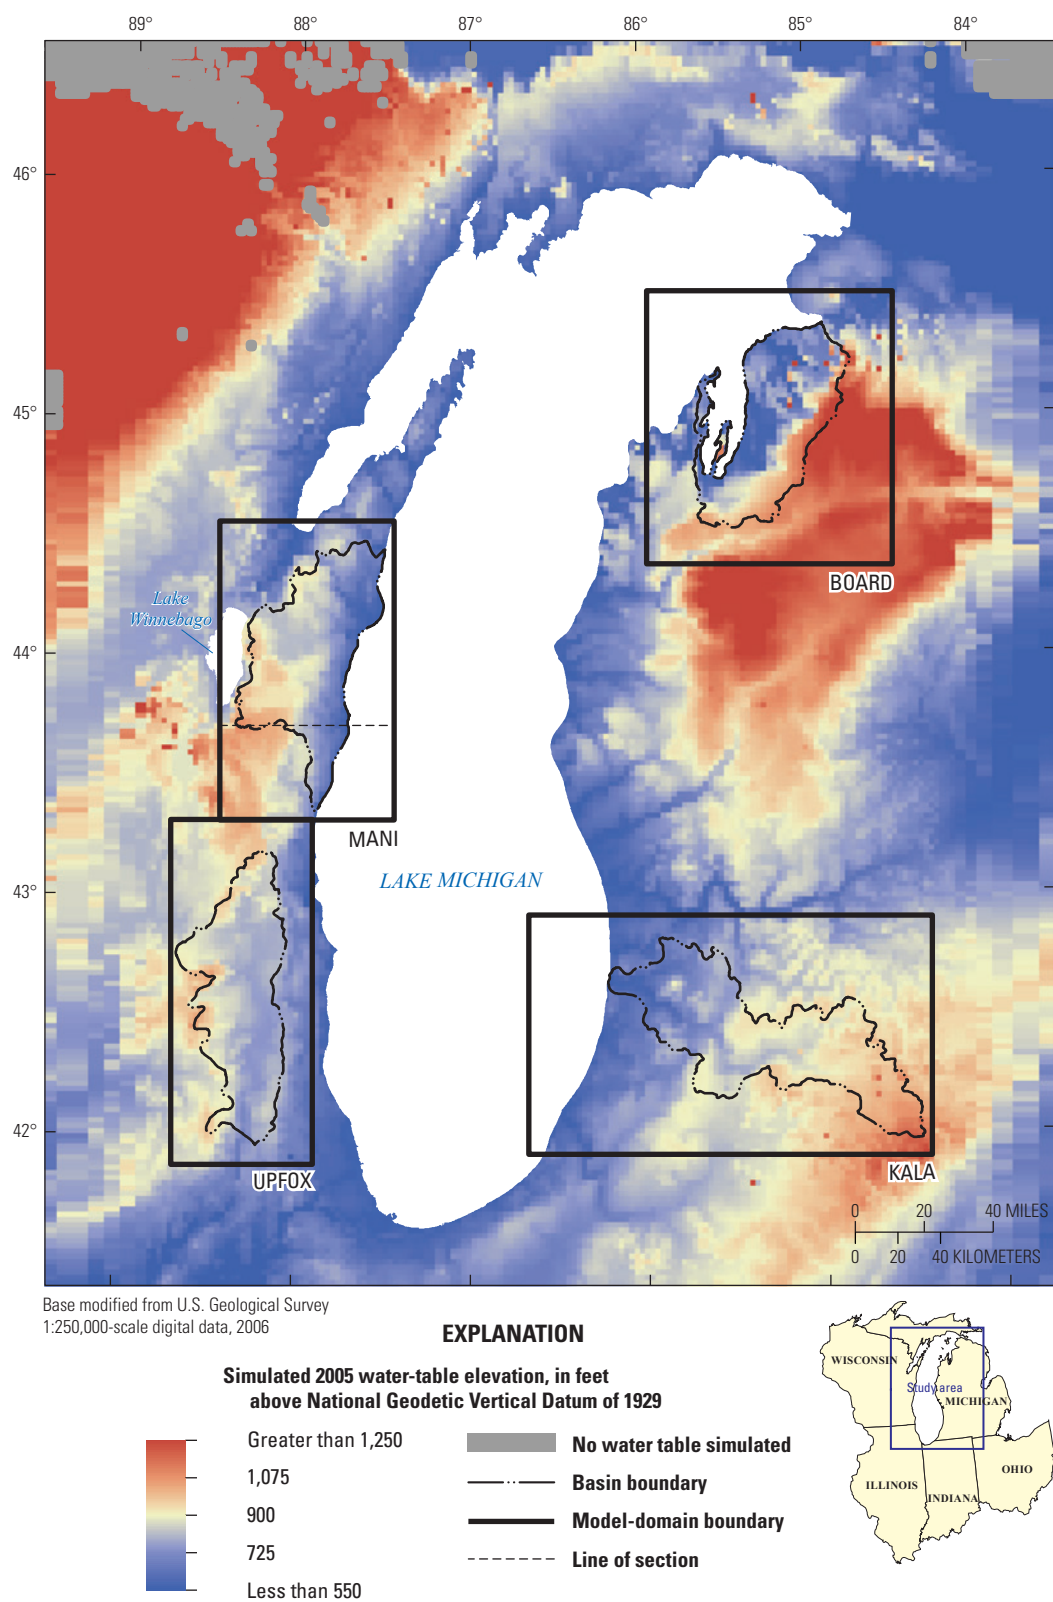 89°
88°
87°
86°
85°
84°
46°
45°
44°
43°
42°
BOARD
Lake
Winnebago
MANI
LAKE MICHIGAN
UPFOX
KALA
0 20 40 MILES
0 20 40 KILOMETERS
Base modified from U.S. Geological Survey
1:250,000-scale digital data, 2006
EXPLANATION
Simulated 2005 water-table elevation, in feet
above National Geodetic Vertical Datum of 1929
Greater than 1,250
1,075
900
725
Less than 550
No water table simulated
Basin boundary
Model-domain boundary
Line of section
WISCONSIN
Study area
MICHIGAN
ILLINOIS
INDIANA
OHIO